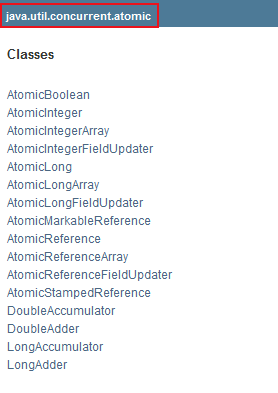 java.util.concurrent.atomic
Classes
AtomicBoolean
AtomicInteger
AtomicIntegerArray
AtomicIntegerFieldUpdater
AtomicLong
AtomicLongArray
AtomicLongFieldUpdater
AtomicMarkableReference
AtomicReference
AtomicReferenceArray
AtomicReferenceFieldUpdater
AtomicStampedReference
DoubleAccumulator
DoubleAdder
LongAccumulator
LongAdder